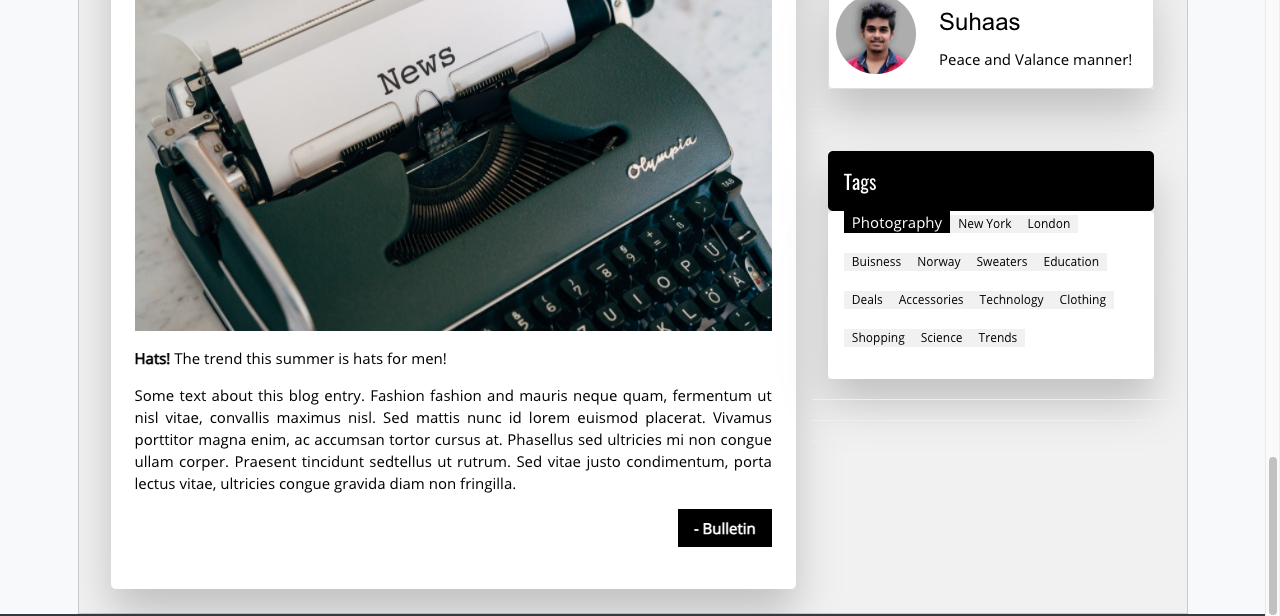 News
Olympia
TAB
I O P Ü
U
K L Ö Ä
Hats! The trend this summer is hats for men!
Some text about this blog entry. Fashion fashion and mauris neque quam, fermentum ut
nisl vitae, convallis maximus nisl. Sed mattis nunc id lorem euismod placerat. Vivamus
porttitor magna enim, ac accumsan tortor cursus at. Phasellus sed ultricies mi non congue
ullam corper. Praesent tincidunt sedtellus ut rutrum. Sed vitae justo condimentum, porta
lectus vitae, ultricies congue gravida diam non fringilla.
- Bulletin
Suhaas
Peace and Valance manner!
Tags
Photography New York London
Buisness Norway Sweaters Education
Deals Accessories Technology Clothing
Shopping Science Trends